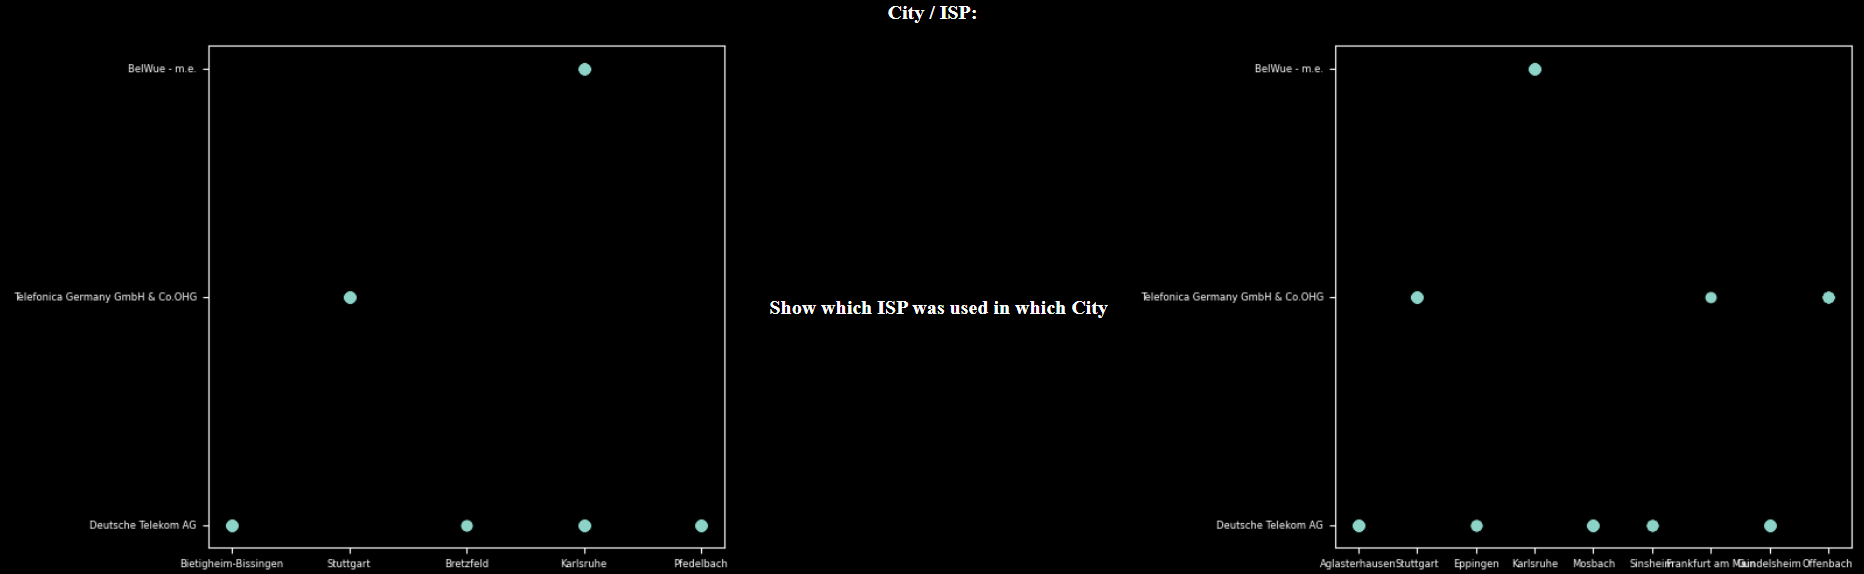 City / ISP:
BelWue - m.e.
Telefonica Germany GmbH & Co.OHG
Deutsche Telekom AG
Bietigheim-Bissingen Stuttgart Bretzfeld Karlsruhe Pfedelbach
Show which ISP was used in which City
BelWue - m.e.
Telefonica Germany GmbH & Co.OHG
Deutsche Telekom AG
Aglasterhausen Stuttgart Eppingen Karlsruhe Mosbach Sinsheim Frankfurt am Main Gundelsheim Offenbach